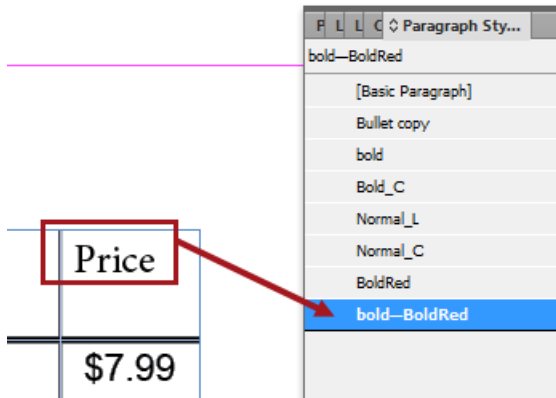 P L L C Paragraph Sty...
bold—BoldRed
[Basic Paragraph]
Bullet copy
bold
Bold_C
Normal_L
Normal_C
BoldRed
bold—BoldRed
Price
$7.99